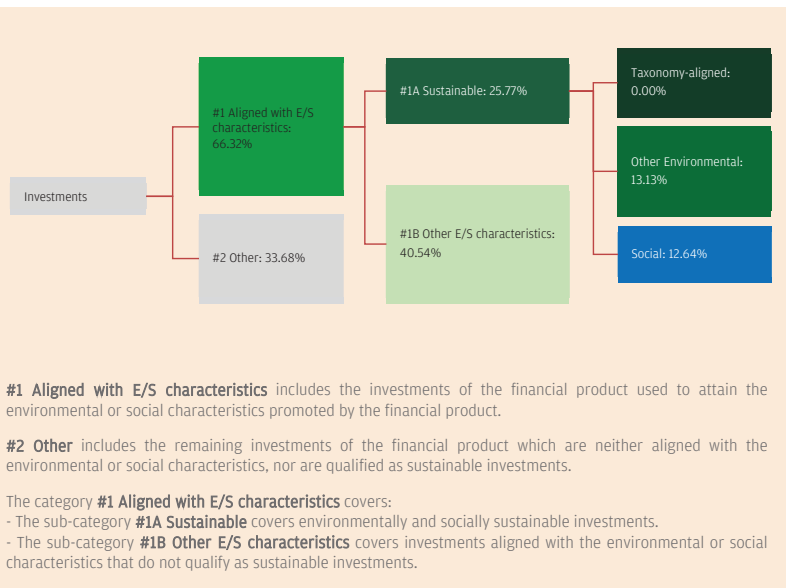 Investments
#1 Aligned with E/S
characteristics:
66.32%
#2 Other: 33.68%
#1A Sustainable: 25.77%
#1B Other E/S characteristics:
40.54%
Taxonomy-aligned:
0.00%
Other Environmental:
13.13%
Social: 12.64%
#1 Aligned with E/S characteristics includes the investments of the financial product used to attain the
environmental or social characteristics promoted by the financial product.
#2 Other includes the remaining investments of the financial product which are neither aligned with the
environmental or social characteristics, nor are qualified as sustainable investments.
The category #1 Aligned with E/S characteristics covers:
- The sub-category #1A Sustainable covers environmentally and socially sustainable investments.
- The sub-category #1B Other E/S characteristics covers investments aligned with the environmental or social
characteristics that do not qualify as sustainable investments.